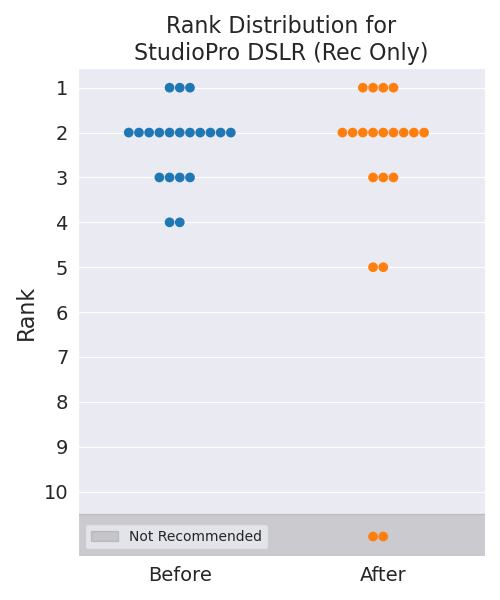 Rank Distribution for
StudioPro DSLR (Rec Only)
Rank
1
2
3
4
5
6
7
8
9
10
Not Recommended
Before
After